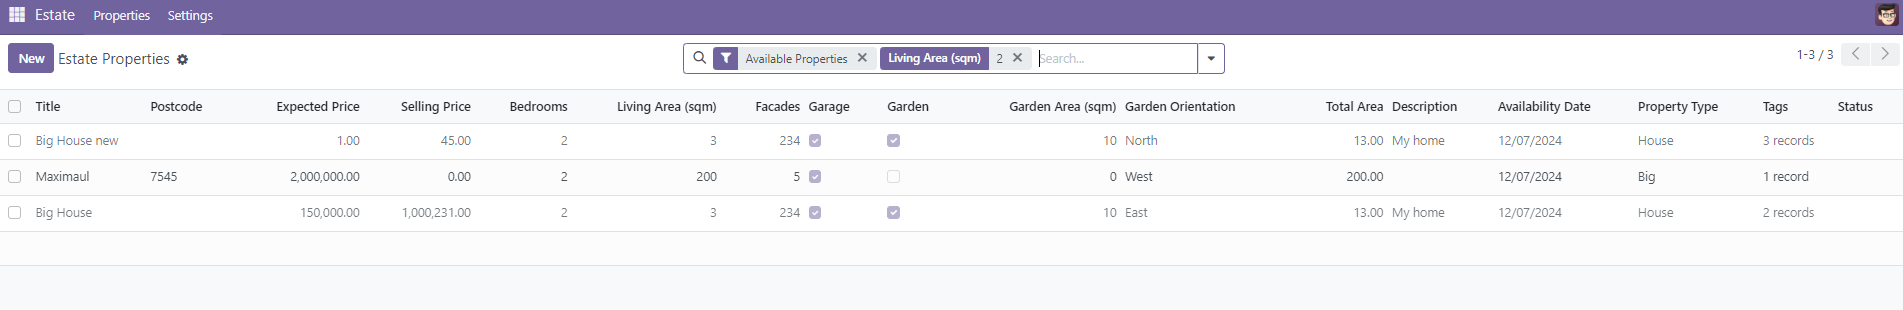 Estate Properties Settings
New Estate Properties Available Properties Living Area (sqm) 2 Search... 1-3 / 3
Title Postcode Expected Price Selling Price Bedrooms Living Area (sqm) Facades Garage Garden Garden Area (sqm) Garden Orientation Total Area Description Availability Date Property Type Tags Status
Big House new 1.00 45.00 2 3 234 10 North 13.00 My home 12/07/2024 House 3 records
Maximaul 7545 2,000,000.00 0.00 2 200 5 0 West 200.00 12/07/2024 Big 1 record
Big House 150,000.00 1,000,231.00 2 3 234 10 East 13.00 My home 12/07/2024 House 2 records